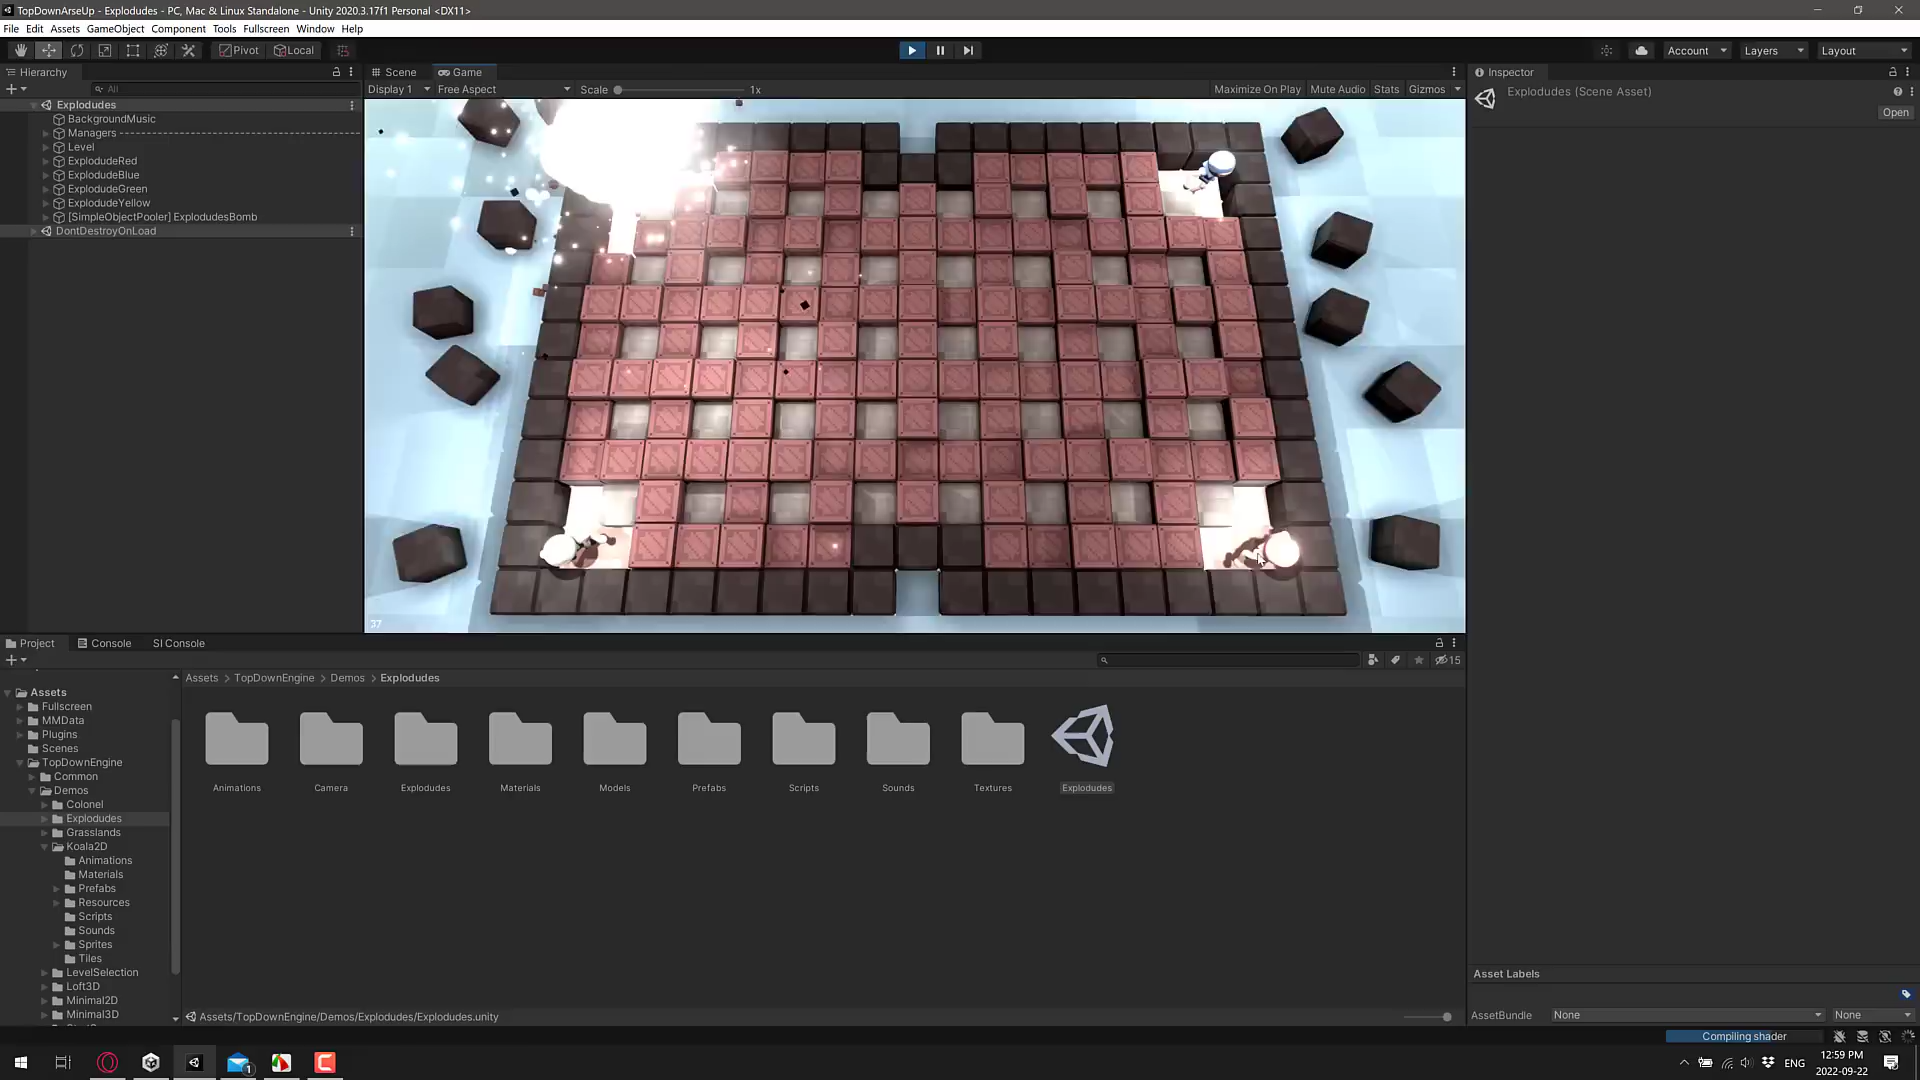 TopDownArseUp - Explodudes - PC, Mac & Linux Standalone - Unity 2020.3.17f1 Personal <DX11>
File Edit Assets GameObject Component Tools Fullscreen Window Help
Pivot Local Account Layers Layout
Hierarchy
All
Explodudes
BackgroundMusic
Managers --------------------------------------------------
Level
ExplodudeRed
ExplodudeBlue
ExplodudeGreen
ExplodudeYellow
[SimpleObjectPooler] ExplodudesBomb
DontDestroyOnLoad
Scene Game
Display 1 Free Aspect Scale 1x Maximize On Play Mute Audio Stats Gizmos
37
Inspector
Explodudes (Scene Asset)
Open
Project Console SI Console
15
Assets
Fullscreen
MMData
Plugins
Scenes
TopDownEngine
Common
Demos
Colonel
Explodudes
Grasslands
Koala2D
Animations
Materials
Prefabs
Resources
Scripts
Sounds
Sprites
Tiles
LevelSelection
Loft3D
Minimal2D
Minimal3D
Assets > TopDownEngine > Demos > Explodudes
Animations Camera Explodudes Materials Models Prefabs Scripts Sounds Textures Explodudes
Assets/TopDownEngine/Demos/Explodudes/Explodudes.unity
Asset Labels
AssetBundle None None
Compiling shader
1
ENG
12:59 PM
2022-09-22